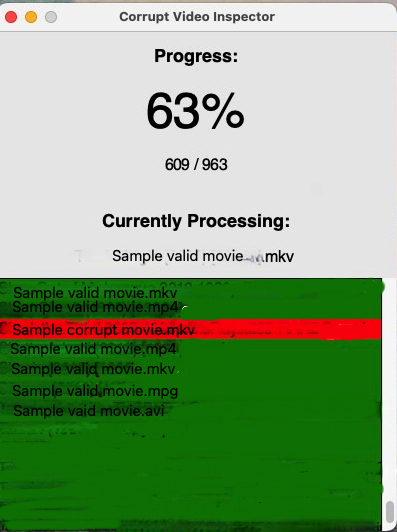 Corrupt Video Inspector
Progress:
63%
609 / 963
Currently Processing:
Sample valid movie .mkv
Sample valid movie.mkv
Sample valid movie.mp4
Sample corrupt movie.mkv
Sample valid movie,mp4
Sample valid movie.mkv
Sample valid.movie.mpg
Sample vaid movie.avi